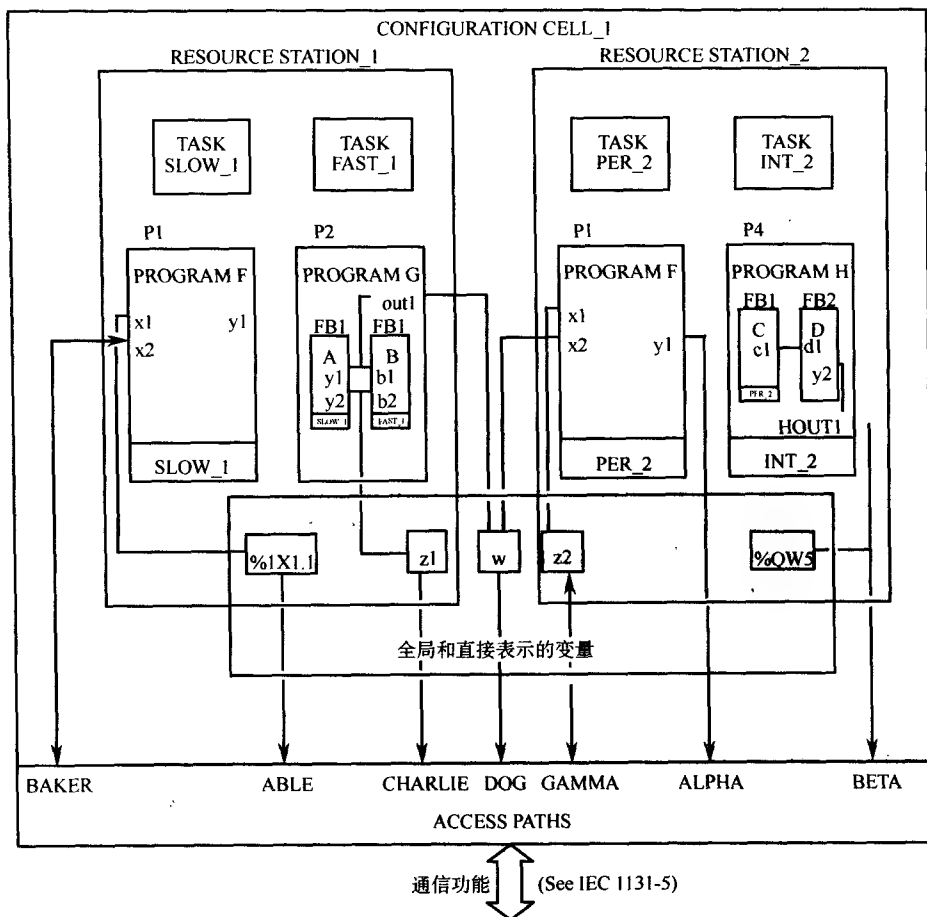 CONFIGURATION CELL_1
RESOURCE STATION_1
RESOURCE STATION_2
TASK
SLOW_1
TASK
FAST_1
TASK
PER_2
TASK
INT_2
P1
P2
P1
P4
PROGRAM F
x1
x2
y1
SLOW_1
PROGRAM G
out1
FB1
FB1
A
y1
y2
SLOW_1
B
b1
b2
FAST_1
PROGRAM F
x1
x2
y1
PER_2
PROGRAM H
FB1
FB2
C
c1
PER_2
D
d1
y2
HOUT1
INT_2
%1X1.1
z1
w
z2
%QW5
全局和直接表示的变量
BAKER
ABLE
CHARLIE
DOG
GAMMA
ALPHA
BETA
ACCESS PATHS
通信功能
(See IEC 1131-5)